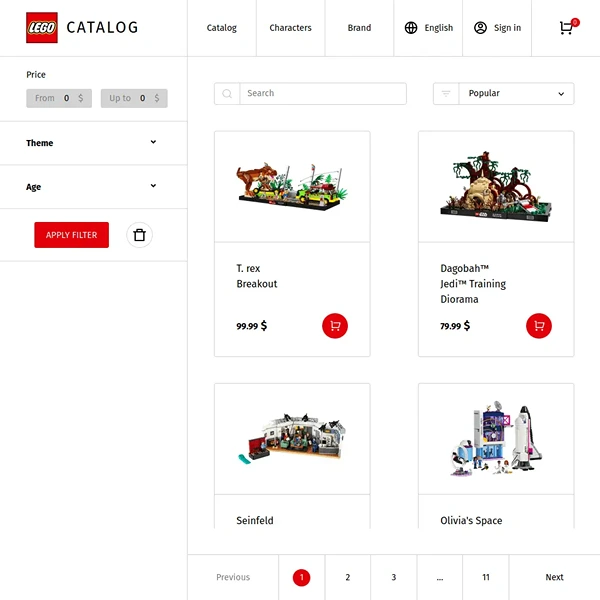 LEGO CATALOG
Catalog
Characters
Brand
English
Sign in
0
Price
From 0 $
Up to 0 $
Theme
Age
APPLY FILTER
Search
Popular
T. rex
Breakout
99.99 $
Dagobah™
Jedi™ Training
Diorama
79.99 $
Seinfeld
Olivia's Space
Previous
1
2
3
...
11
Next